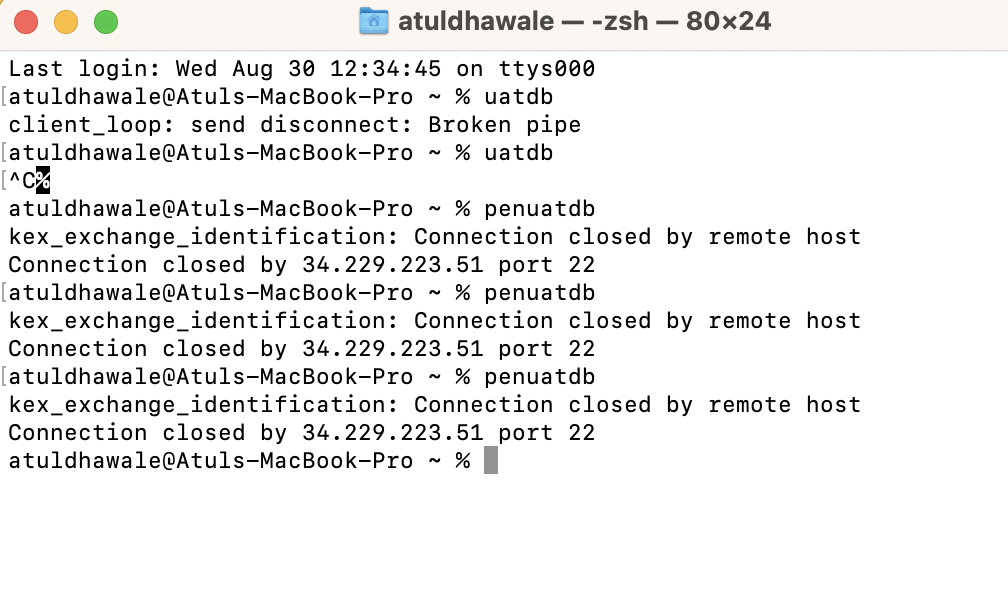 atuldhawale — -zsh — 80×24
Last login: Wed Aug 30 12:34:45 on ttys000
[atuldhawale@Atuls-MacBook-Pro ~ % uatdb
client_loop: send disconnect: Broken pipe
[atuldhawale@Atuls-MacBook-Pro ~ % uatdb
[^C%
atuldhawale@Atuls-MacBook-Pro ~ % penuatdb
kex_exchange_identification: Connection closed by remote host
Connection closed by 34.229.223.51 port 22
[atuldhawale@Atuls-MacBook-Pro ~ % penuatdb
kex_exchange_identification: Connection closed by remote host
Connection closed by 34.229.223.51 port 22
[atuldhawale@Atuls-MacBook-Pro ~ % penuatdb
kex_exchange_identification: Connection closed by remote host
Connection closed by 34.229.223.51 port 22
atuldhawale@Atuls-MacBook-Pro ~ %